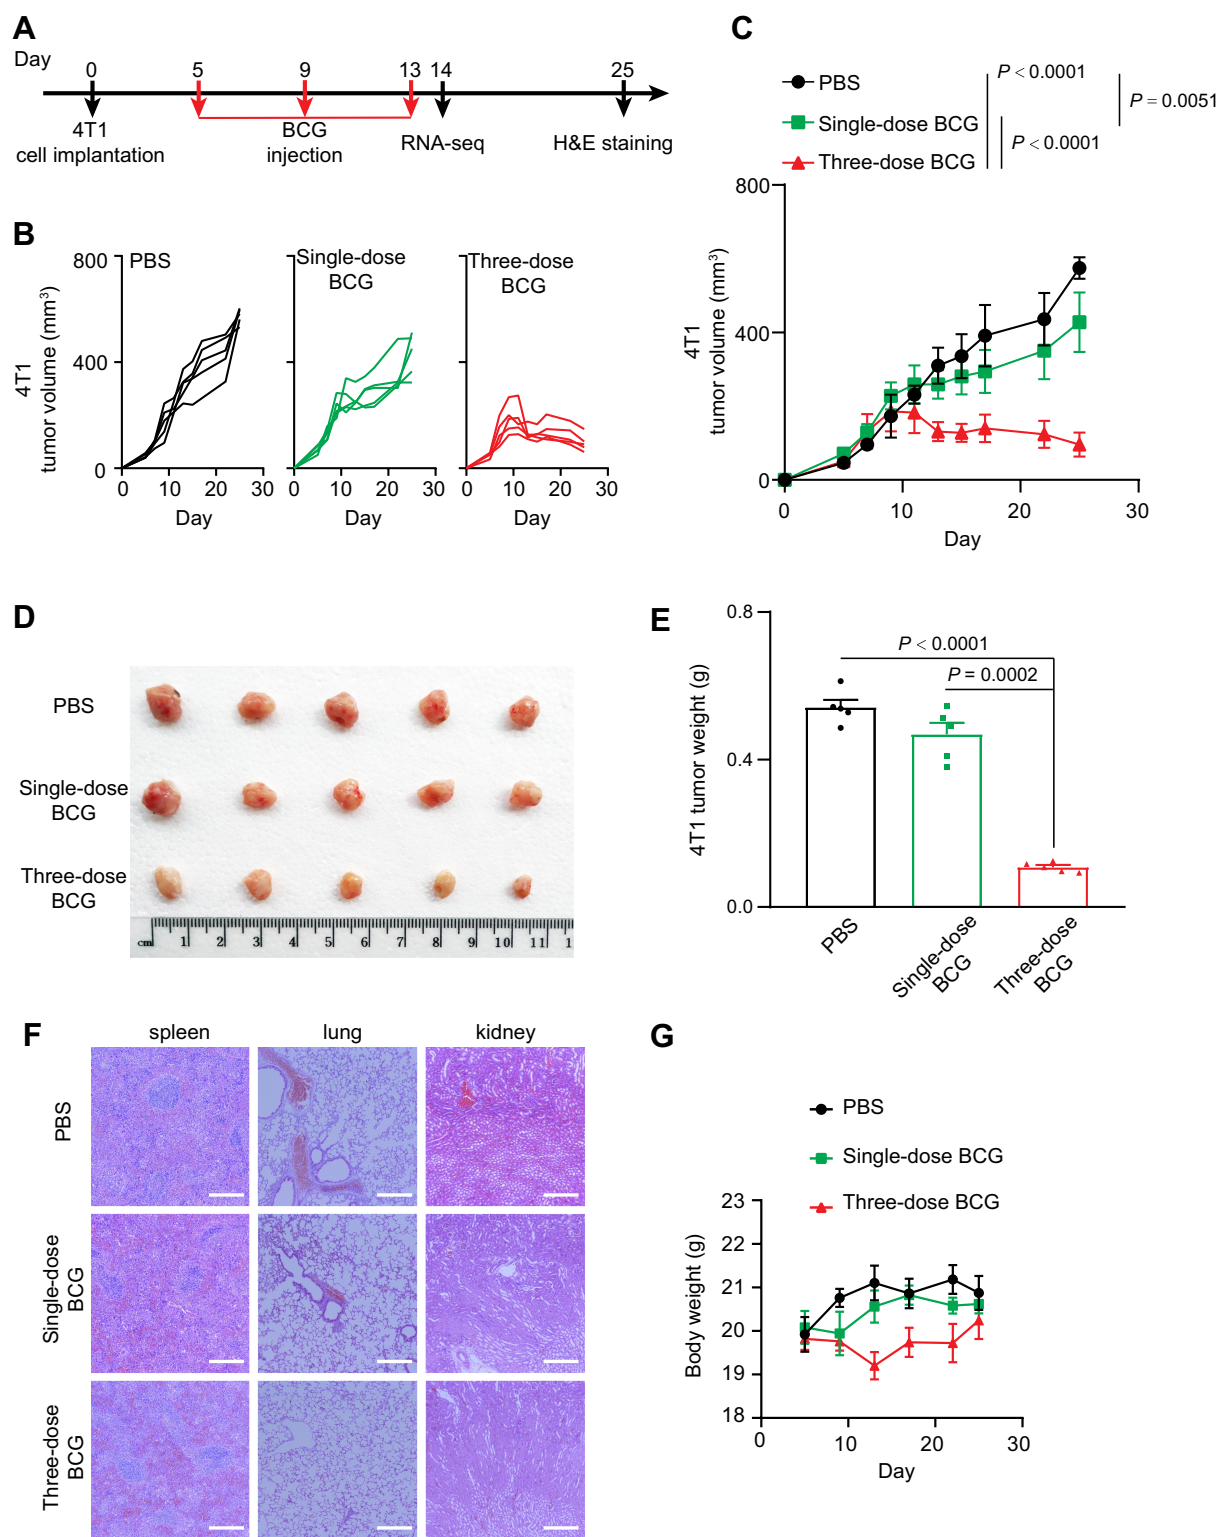 A
Day
0
5
9
13
14
25
4T1
cell implantation
BCG
injection
RNA-seq
H&E staining
B
4T1
tumor volume (mm³)
800
400
0
PBS
0
10
20
30
Day
Single-dose
BCG
0
10
20
30
Day
Three-dose
BCG
0
10
20
30
Day
C
PBS
Single-dose BCG
Three-dose BCG
P < 0.0001
P = 0.0051
P < 0.0001
4T1
tumor volume (mm³)
800
400
0
0
10
20
30
Day
D
PBS
Single-dose
BCG
Three-dose
BCG
cm 1 2 3 4 5 6 7 8 9 10 11 1
E
4T1 tumor weight (g)
0.8
0.4
0.0
P < 0.0001
P = 0.0002
PBS
Single-dose
BCG
Three-dose
BCG
F
spleen
lung
kidney
PBS
Single-dose
BCG
Three-dose
BCG
G
PBS
Single-dose BCG
Three-dose BCG
Body weight (g)
23
22
21
20
19
18
0
10
20
30
Day